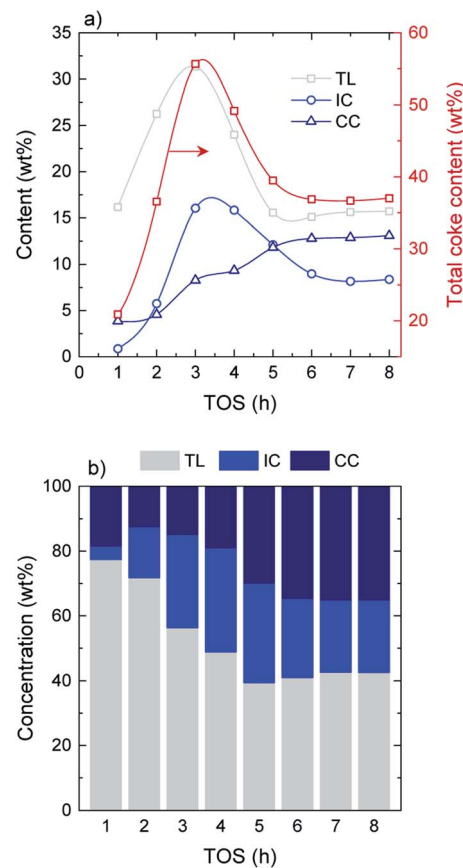 a)
Content (wt%)
35
30
25
20
15
10
5
0
TL
IC
CC
60
50
40
30
20
Total coke content (wt%)
0 1 2 3 4 5 6 7 8
TOS (h)
b)
TL IC CC
Concentration (wt%)
100
80
60
40
20
0
1 2 3 4 5 6 7 8
TOS (h)